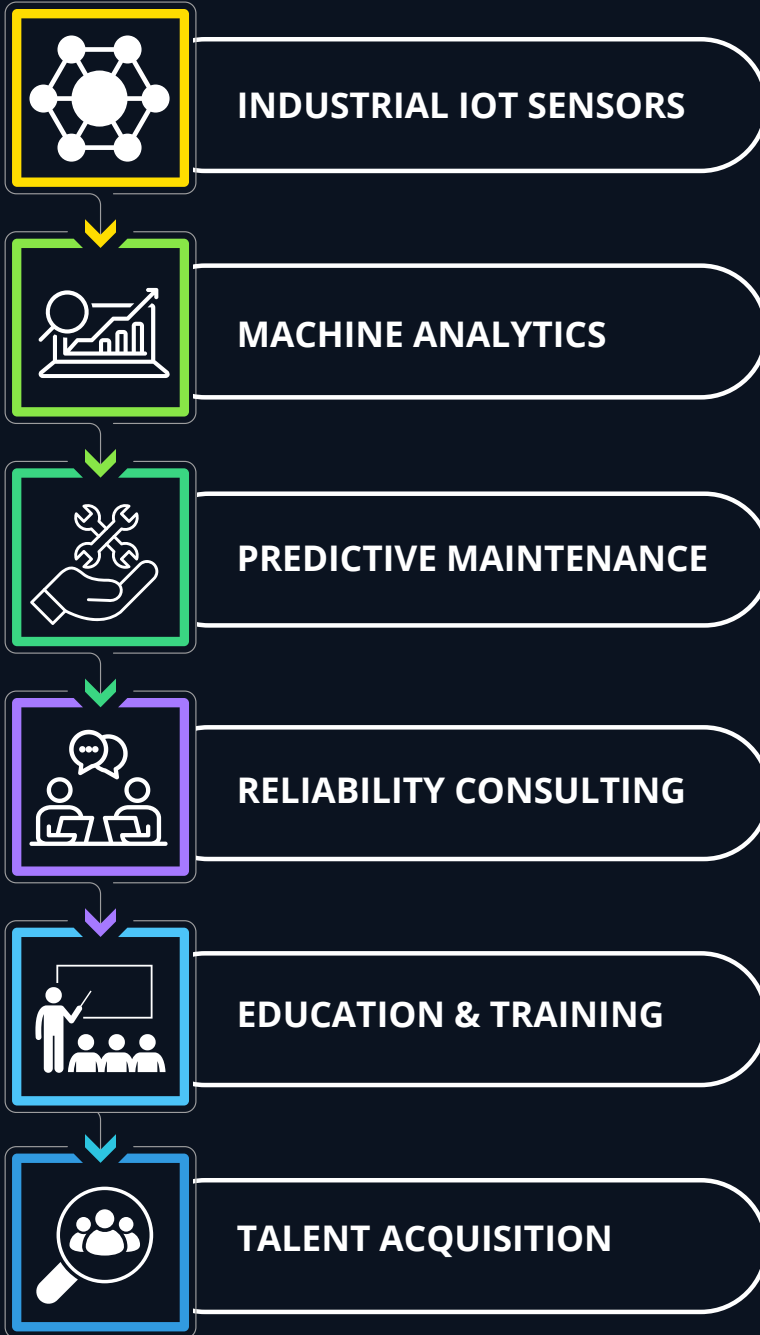 INDUSTRIAL IOT SENSORS
MACHINE ANALYTICS
PREDICTIVE MAINTENANCE
RELIABILITY CONSULTING
EDUCATION & TRAINING
TALENT ACQUISITION